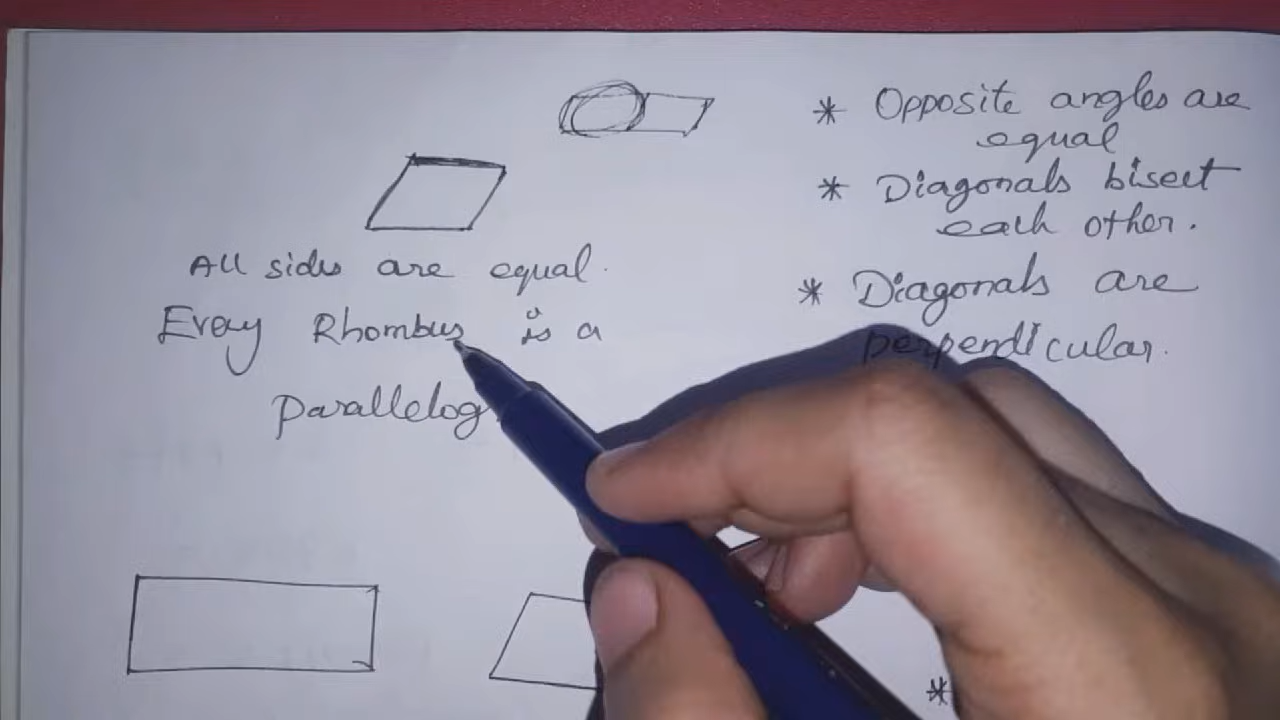 * Opposite angles are
equal
* Diagonals bisect
each other.
* Diagonals are
perpendicular.
All sides are equal.
Every Rhombus is a
Parallelog
*